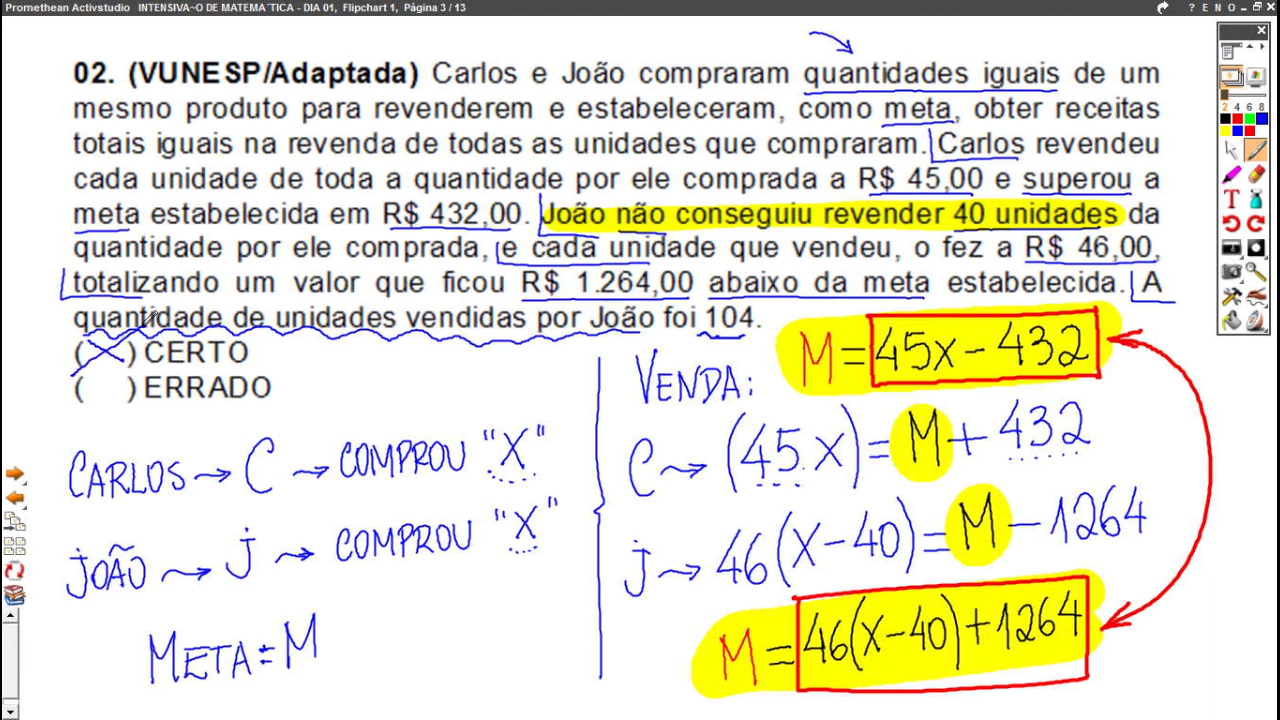 Promethean Activstudio INTENSIVA~O DE MATEMA´TICA - DIA 01, Flipchart 1, Página 3 / 13
? E N O
02. (VUNESP/Adaptada) Carlos e João compraram quantidades iguais de um
mesmo produto para revenderem e estabeleceram, como meta, obter receitas
totais iguais na revenda de todas as unidades que compraram. Carlos revendeu
cada unidade de toda a quantidade por ele comprada a R$ 45,00 e superou a
meta estabelecida em R$ 432,00. João não conseguiu revender 40 unidades da
quantidade por ele comprada, e cada unidade que vendeu, o fez a R$ 46,00,
totalizando um valor que ficou R$ 1.264,00 abaixo da meta estabelecida. A
quantidade de unidades vendidas por João foi 104.
(X) CERTO
( ) ERRADO
CARLOS → C → COMPROU "X"
JOÃO → J → COMPROU "X"
META = M
VENDA:
M = 45x - 432
C → (45.X) = M + 432
J → 46(X-40) = M - 1264
M = 46(X-40) + 1264
2 4 6 8
T